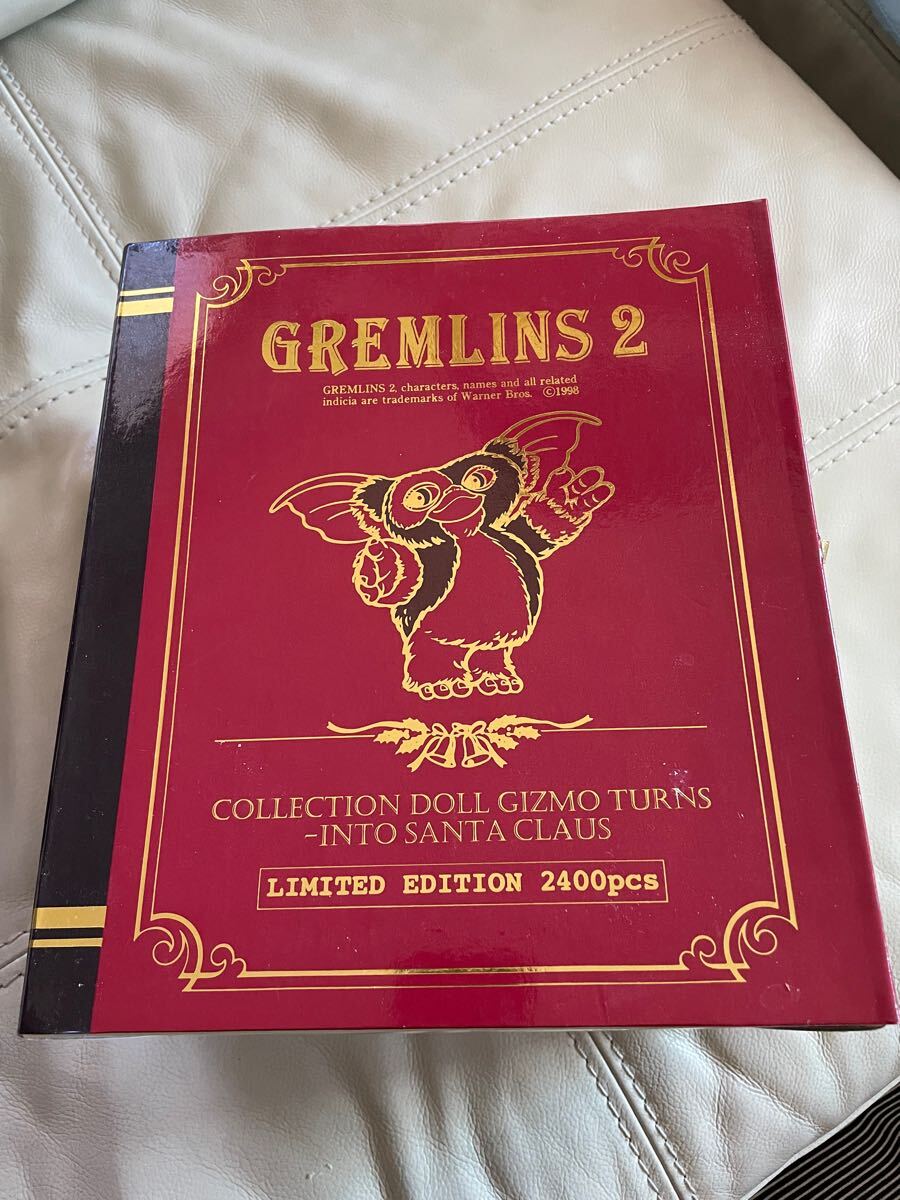 GREMLINS 2
GREMLINS 2, characters, names and all related
indicia are trademarks of Warner Bros. ©1998
COLLECTION DOLL GIZMO TURNS
-INTO SANTA CLAUS
LIMITED EDITION 2400pcs